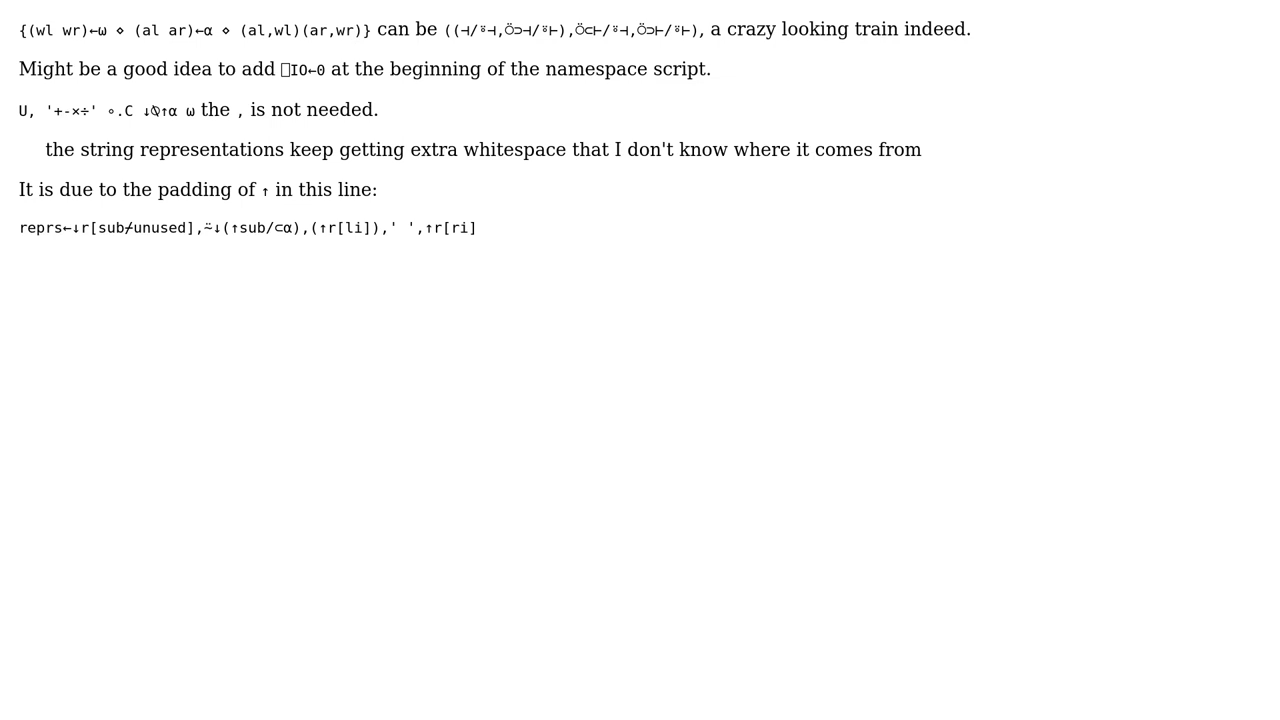 {(wl wr)←ω ⋄ (al ar)←α ⋄ (al,wl)(ar,wr)} can be ((⊣/⍤⊣,⍥⊃⊣/⍤⊢),⍥⊂⊢/⍤⊣,⍥⊃⊢/⍤⊢), a crazy looking train indeed.
Might be a good idea to add ⎕IO←0 at the beginning of the namespace script.
U, '+-×÷' ∘.C ↓⍉↑α ω the , is not needed.
the string representations keep getting extra whitespace that I don't know where it comes from
It is due to the padding of ↑ in this line:
reprs←↓r[sub⌿unused],⍨↓(↑sub/⊂α),(↑r[li]),' ',↑r[ri]